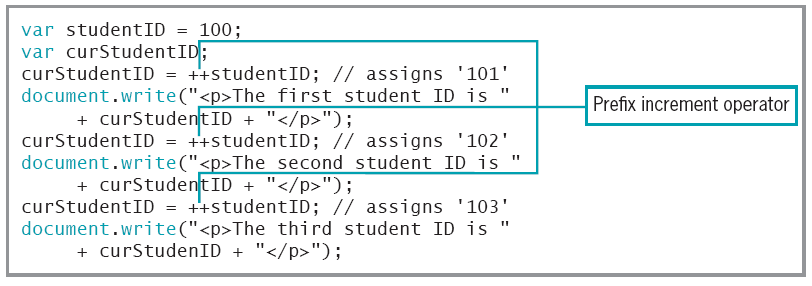 var studentID = 100;
var curStudentID;
curStudentID = ++studentID; // assigns '101'
document.write("<p>The first student ID is "
+ curStudentID + "</p>");
curStudentID = ++studentID; // assigns '102'
document.write("<p>The second student ID is "
+ curStudentID + "</p>");
curStudentID = ++studentID; // assigns '103'
document.write("<p>The third student ID is "
+ curStudenID + "</p>");
Prefix increment operator